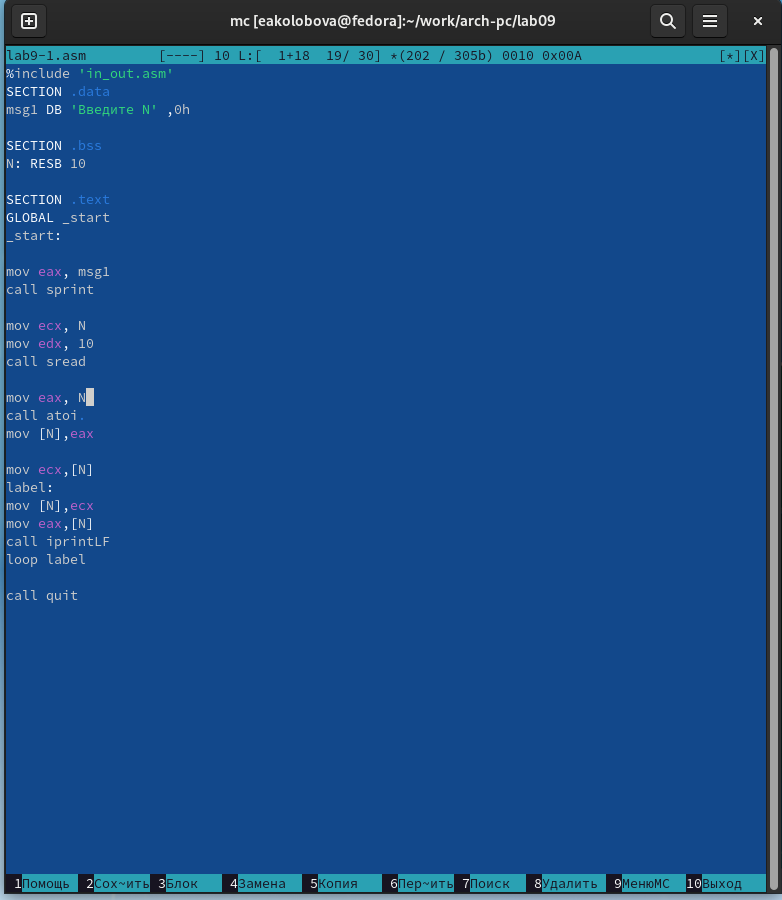 mc [eakolobova@fedora]:~/work/arch-pc/lab09
lab9-1.asm [----] 10 L:[ 1+18 19/ 30] *(202 / 305b) 0010 0x00A [*][X]
%include 'in_out.asm'
SECTION .data
msg1 DB 'Введите N' ,0h
SECTION .bss
N: RESB 10
SECTION .text
GLOBAL _start
_start:
mov eax, msg1
call sprint
mov ecx, N
mov edx, 10
call sread
mov eax, N
call atoi.
mov [N],eax
mov ecx,[N]
label:
mov [N],ecx
mov eax,[N]
call iprintLF
loop label
call quit
1Помощь 2Сох~ить 3Блок 4Замена 5Копия 6Пер~ить 7Поиск 8Удалить 9МенюMC 10Выход